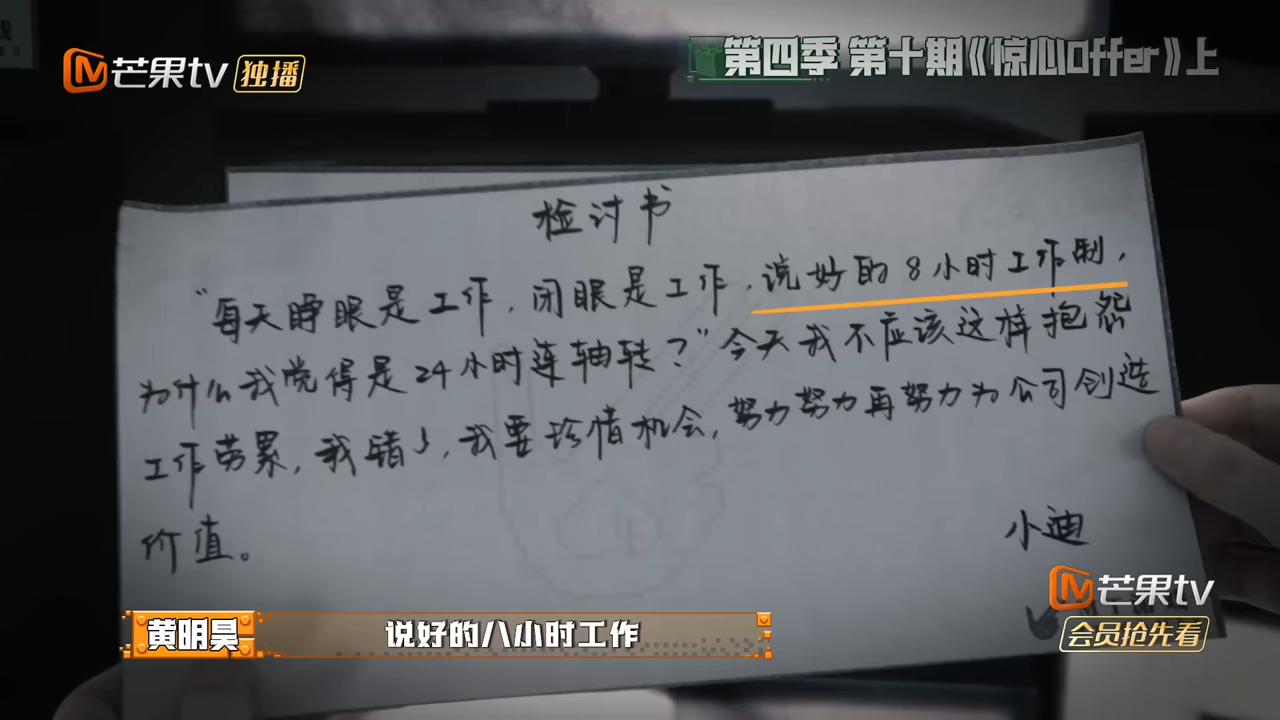 芒果tv 独播
第四季 第十期《惊心Offer》上
检讨书
“每天睁眼是工作，闭眼是工作，说好的8小时工作制，
为什么我觉得是24小时连轴转？”今天我不应该这样抱怨
工作劳累，我错了，我要珍惜机会，努力努力再努力为公司创造
价值。
小迪
芒果tv
会员抢先看
黄明昊 说好的八小时工作